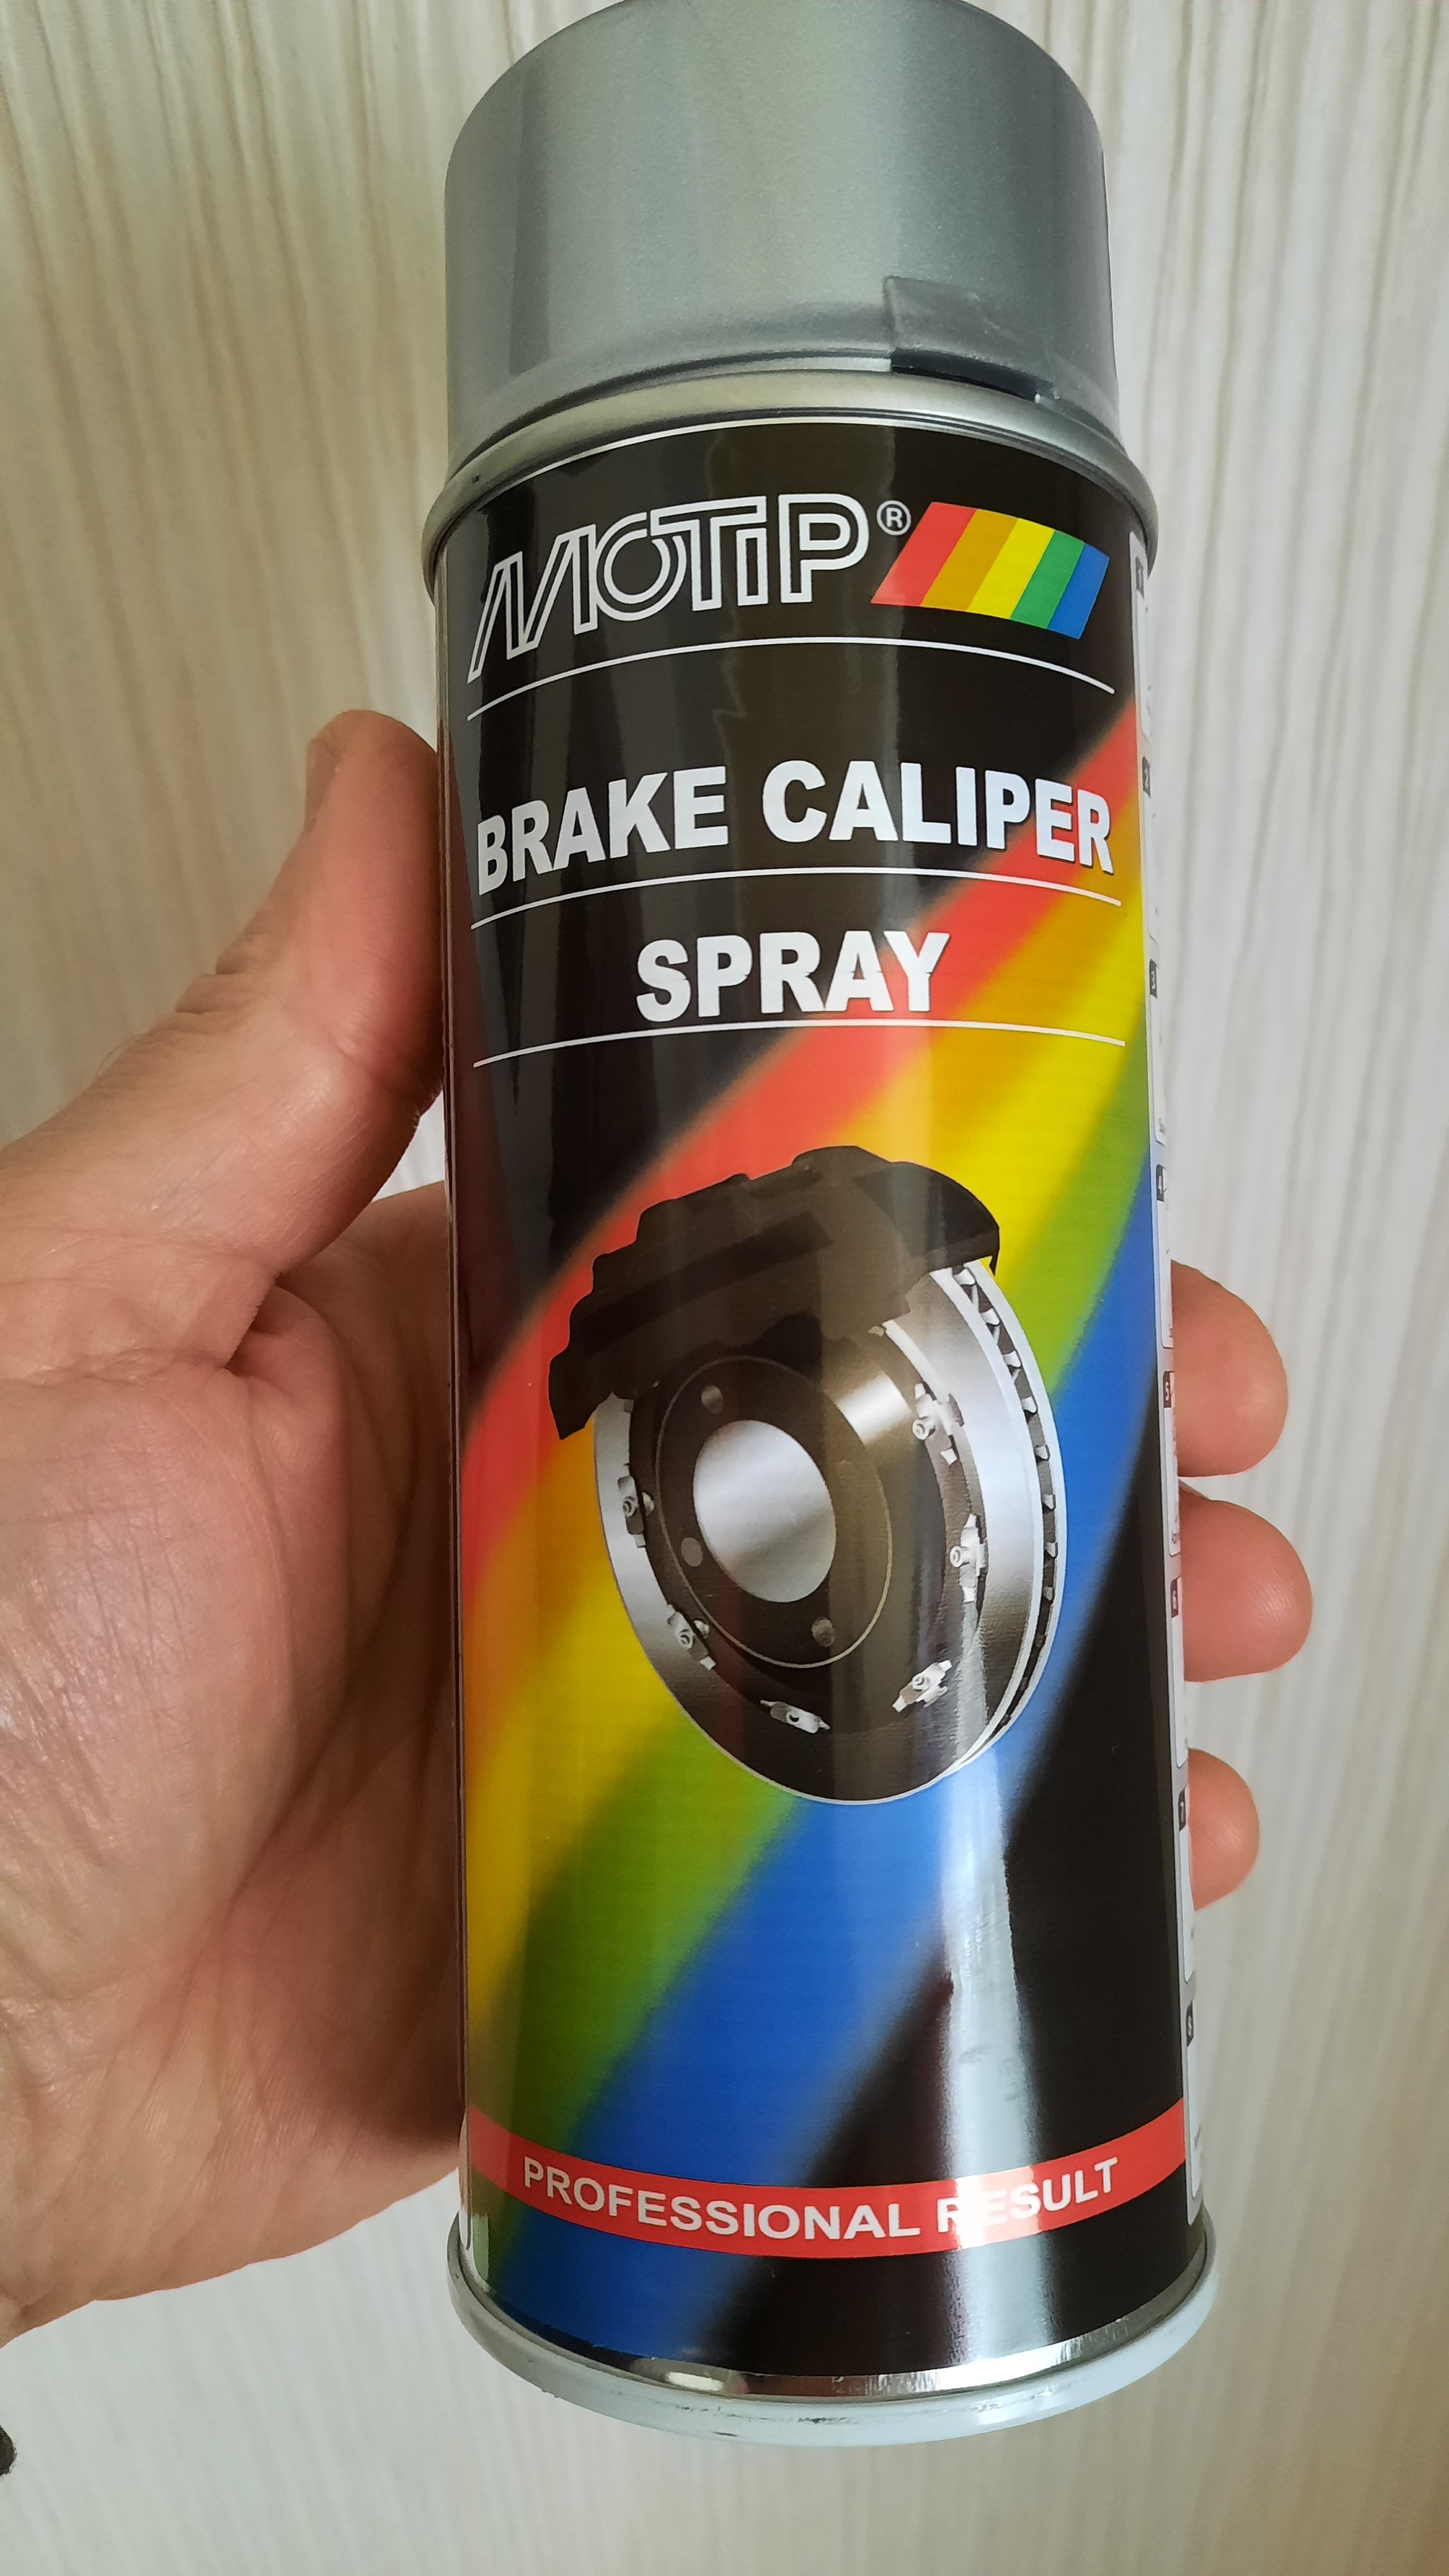 MOTIP®
BRAKE CALIPER
SPRAY
PROFESSIONAL RESULT